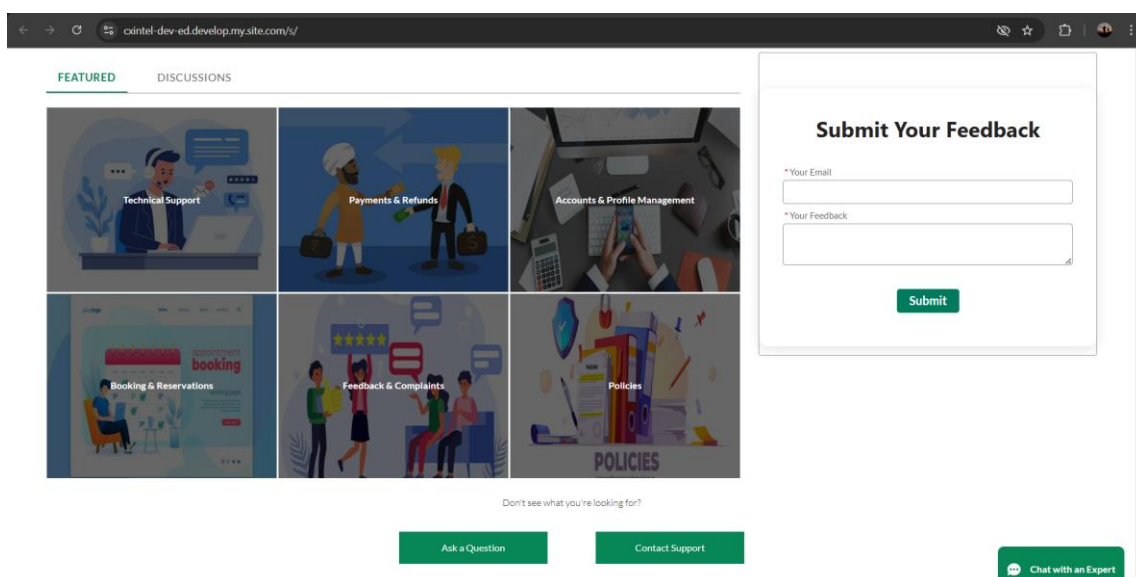 cxintel-dev-ed.develop.my.site.com/s/
FEATURED
DISCUSSIONS
Technical Support
Payments & Refunds
Accounts & Profile Management
appointment
booking
Booking & Reservations
Feedback & Complaints
Policies
POLICIES
Submit Your Feedback
* Your Email
* Your Feedback
Submit
Don't see what you're looking for?
Ask a Question
Contact Support
Chat with an Expert